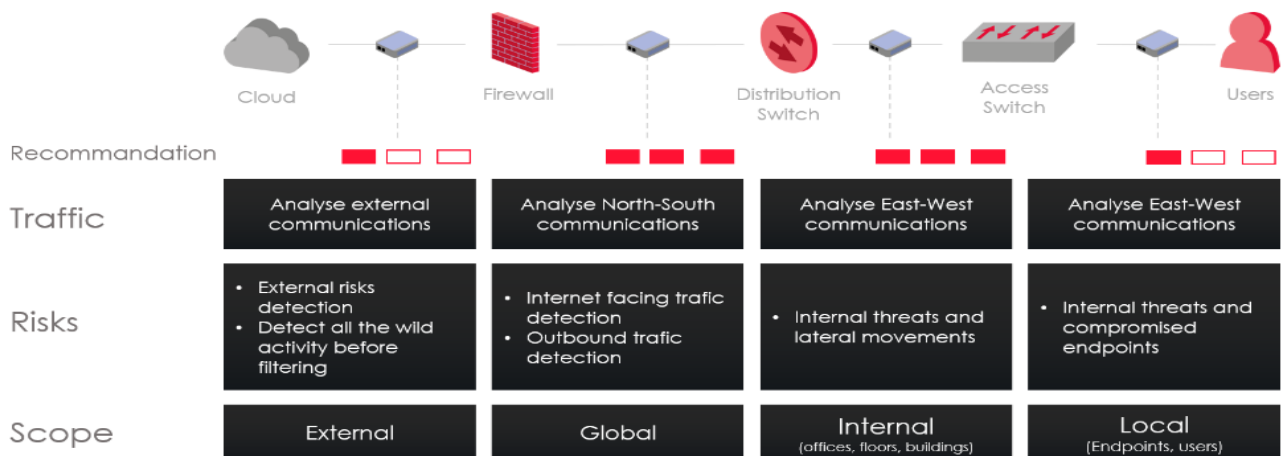 Cloud
Firewall
Distribution
Switch
Access
Switch
Users
Recommandation
Traffic
Analyse external
communications
Analyse North-South
communications
Analyse East-West
communications
Analyse East-West
communications
Risks
• External risks
detection
• Detect all the wild
activity before
filtering
• Internet facing trafic
detection
• Outbound trafic
detection
• Internal threats and
lateral movements
• Internal threats and
compromised
endpoints
Scope
External
Global
Internal
(offices, floors, buildings)
Local
(Endpoints, users)